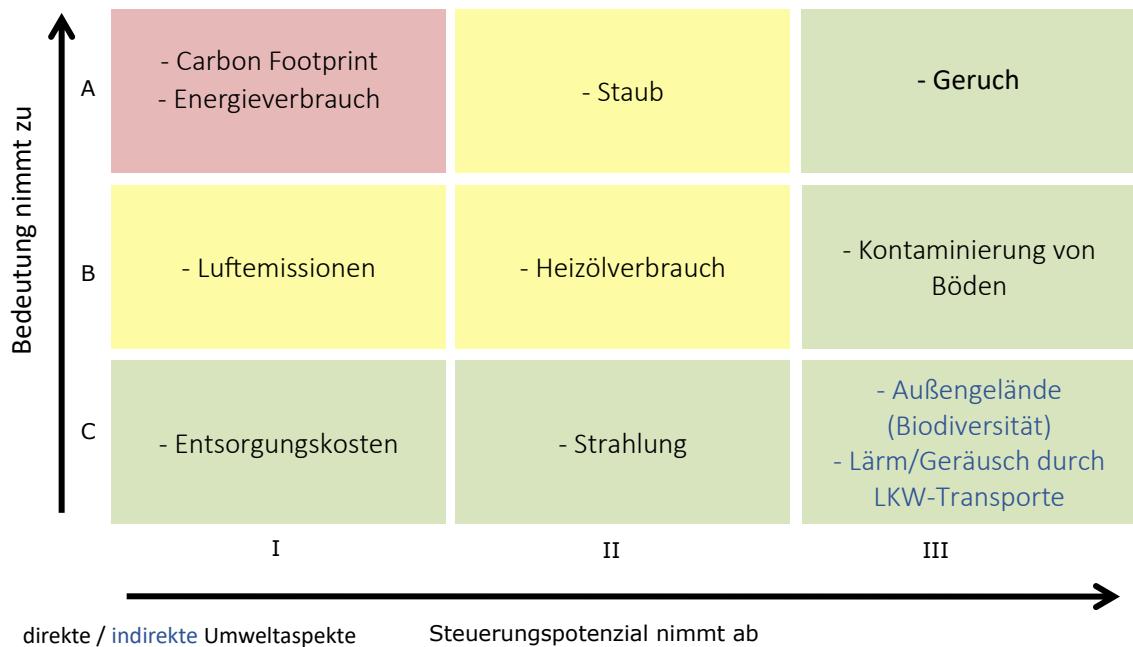 Bedeutung nimmt zu
A
- Carbon Footprint
- Energieverbrauch
- Staub
- Geruch
B
- Luftemissionen
- Heizölverbrauch
- Kontaminierung von
Böden
C
- Entsorgungskosten
- Strahlung
- Außengelände
(Biodiversität)
- Lärm/Geräusch durch
LKW-Transporte
I
II
III
direkte / indirekte Umweltaspekte
Steuerungspotenzial nimmt ab